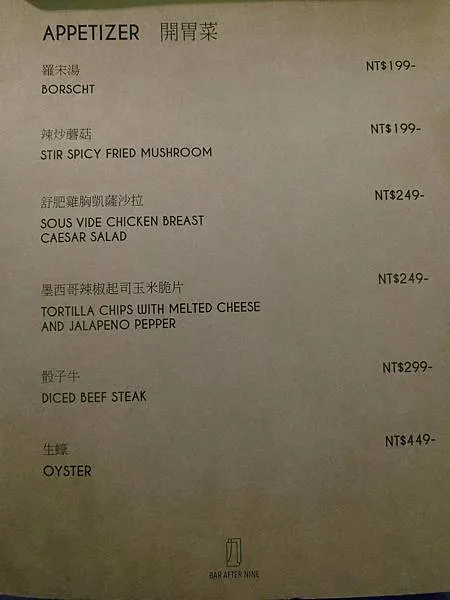 APPETIZER 開胃菜
羅宋湯 NT$199-
BORSCHT
辣炒蘑菇 NT$199-
STIR SPICY FRIED MUSHROOM
舒肥雞胸凱薩沙拉 NT$249-
SOUS VIDE CHICKEN BREAST
CAESAR SALAD
墨西哥辣椒起司玉米脆片 NT$249-
TORTILLA CHIPS WITH MELTED CHEESE
AND JALAPENO PEPPER
骰子牛 NT$299-
DICED BEEF STEAK
生蠔 NT$449-
OYSTER
九
BAR AFTER NINE